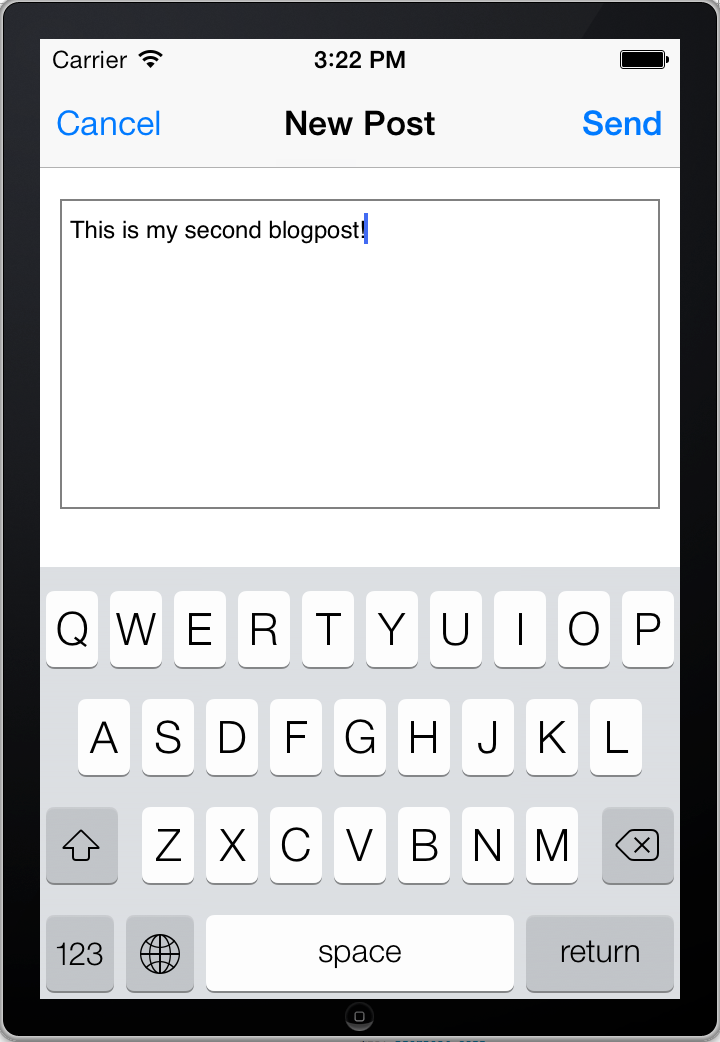 Carrier 3:22 PM
Cancel New Post Send
This is my second blogpost!
Q W E R T Y U I O P
A S D F G H J K L
Z X C V B N M
123 space return